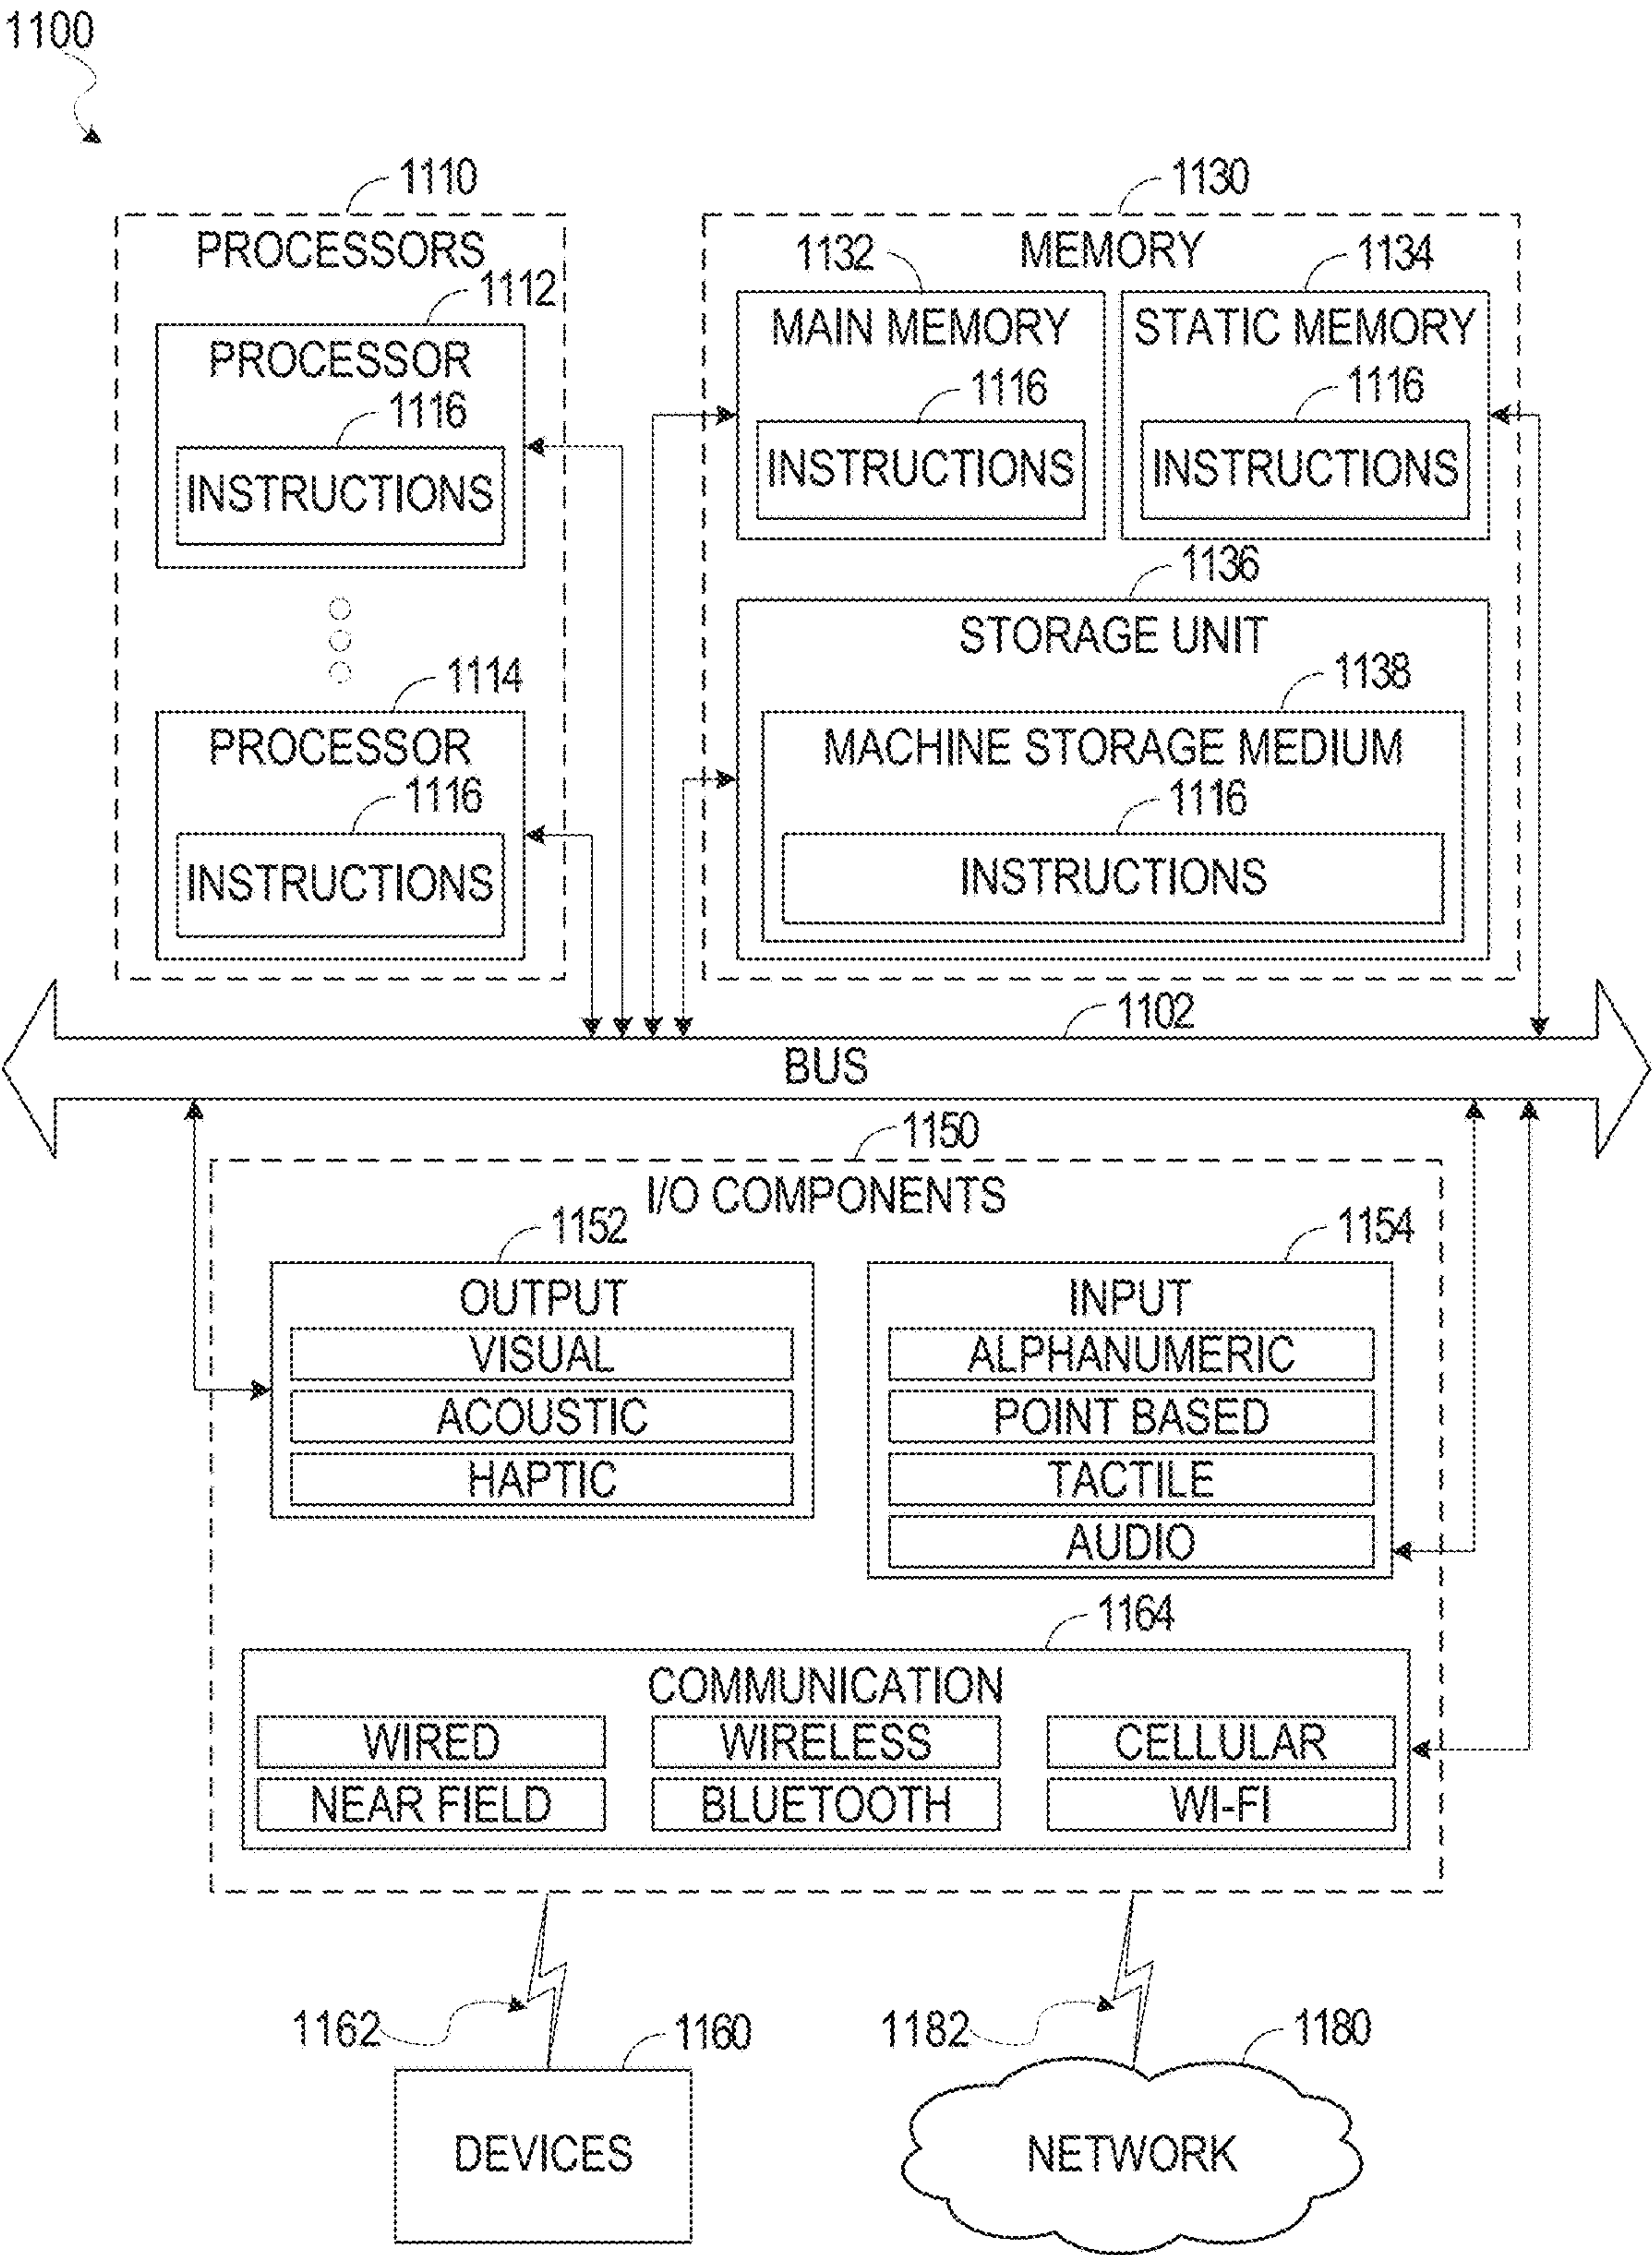 1100
1110
PROCESSORS
1112
PROCESSOR
1116
INSTRUCTIONS
1114
PROCESSOR
1116
INSTRUCTIONS
1130
MEMORY
1132
MAIN MEMORY
1116
INSTRUCTIONS
1134
STATIC MEMORY
1116
INSTRUCTIONS
1136
STORAGE UNIT
1138
MACHINE STORAGE MEDIUM
1116
INSTRUCTIONS
1102
BUS
1150
I/O COMPONENTS
1152
OUTPUT
VISUAL
ACOUSTIC
HAPTIC
1154
INPUT
ALPHANUMERIC
POINT BASED
TACTILE
AUDIO
1164
COMMUNICATION
WIRED
WIRELESS
CELLULAR
NEAR FIELD
BLUETOOTH
WI-FI
1162
1160
DEVICES
1182
1180
NETWORK